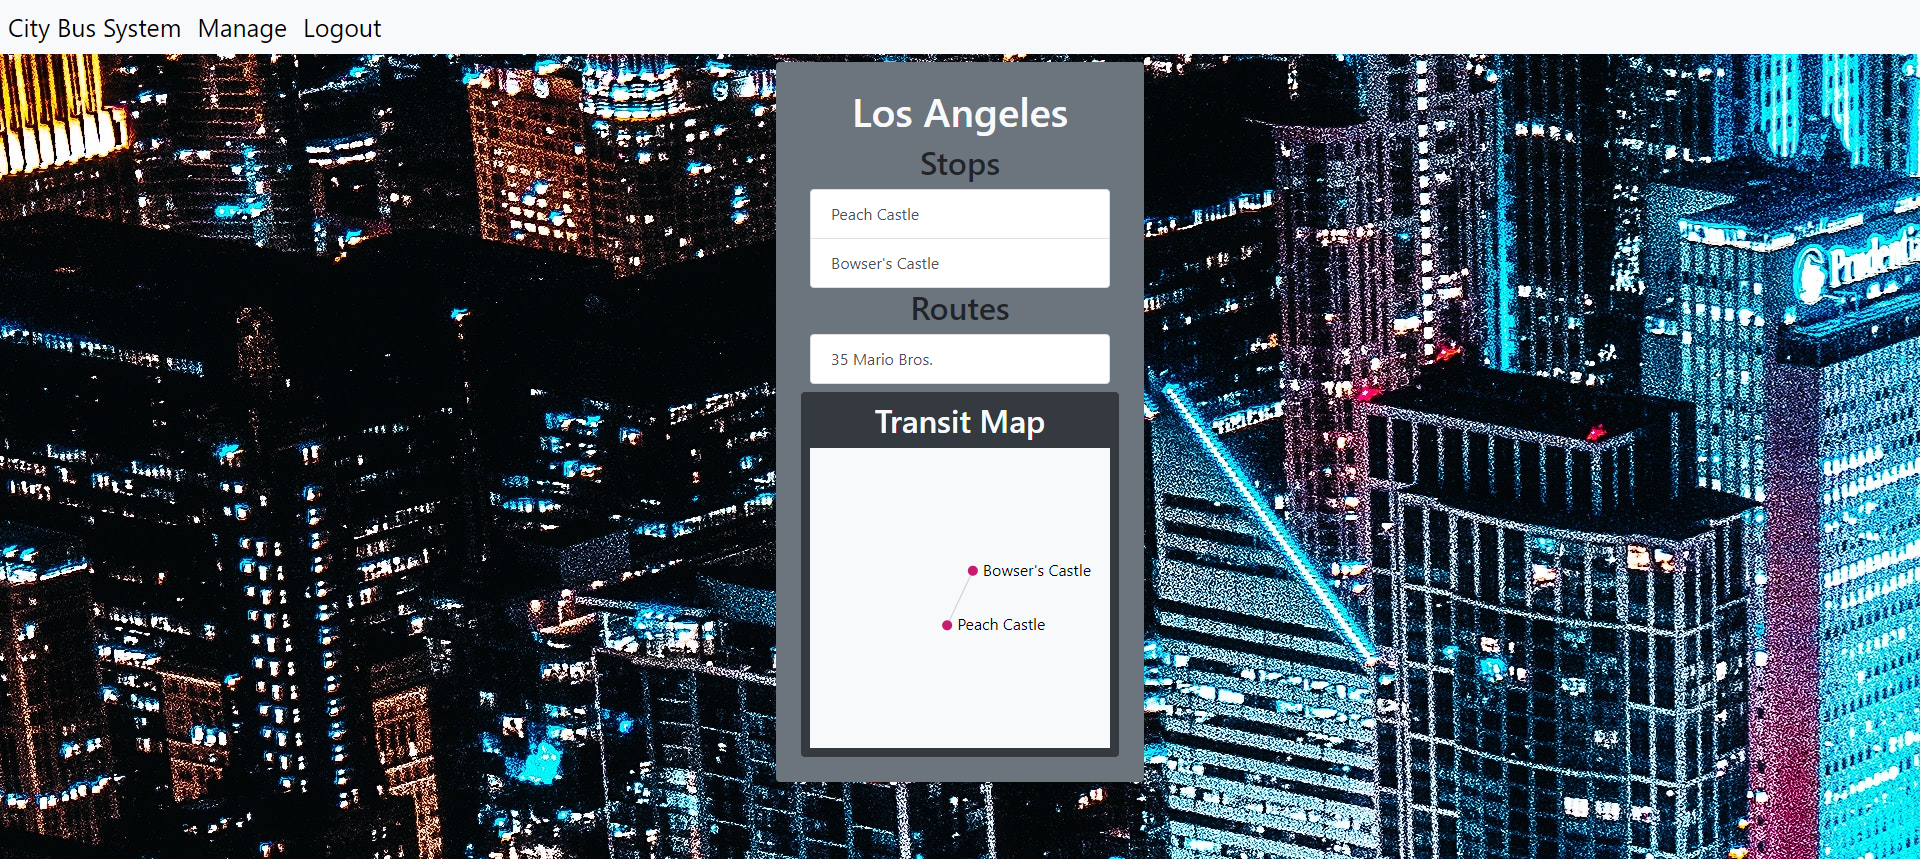 City Bus System Manage Logout
Los Angeles
Stops
Peach Castle
Bowser's Castle
Routes
35 Mario Bros.
Transit Map
Bowser's Castle
Peach Castle
Prudential